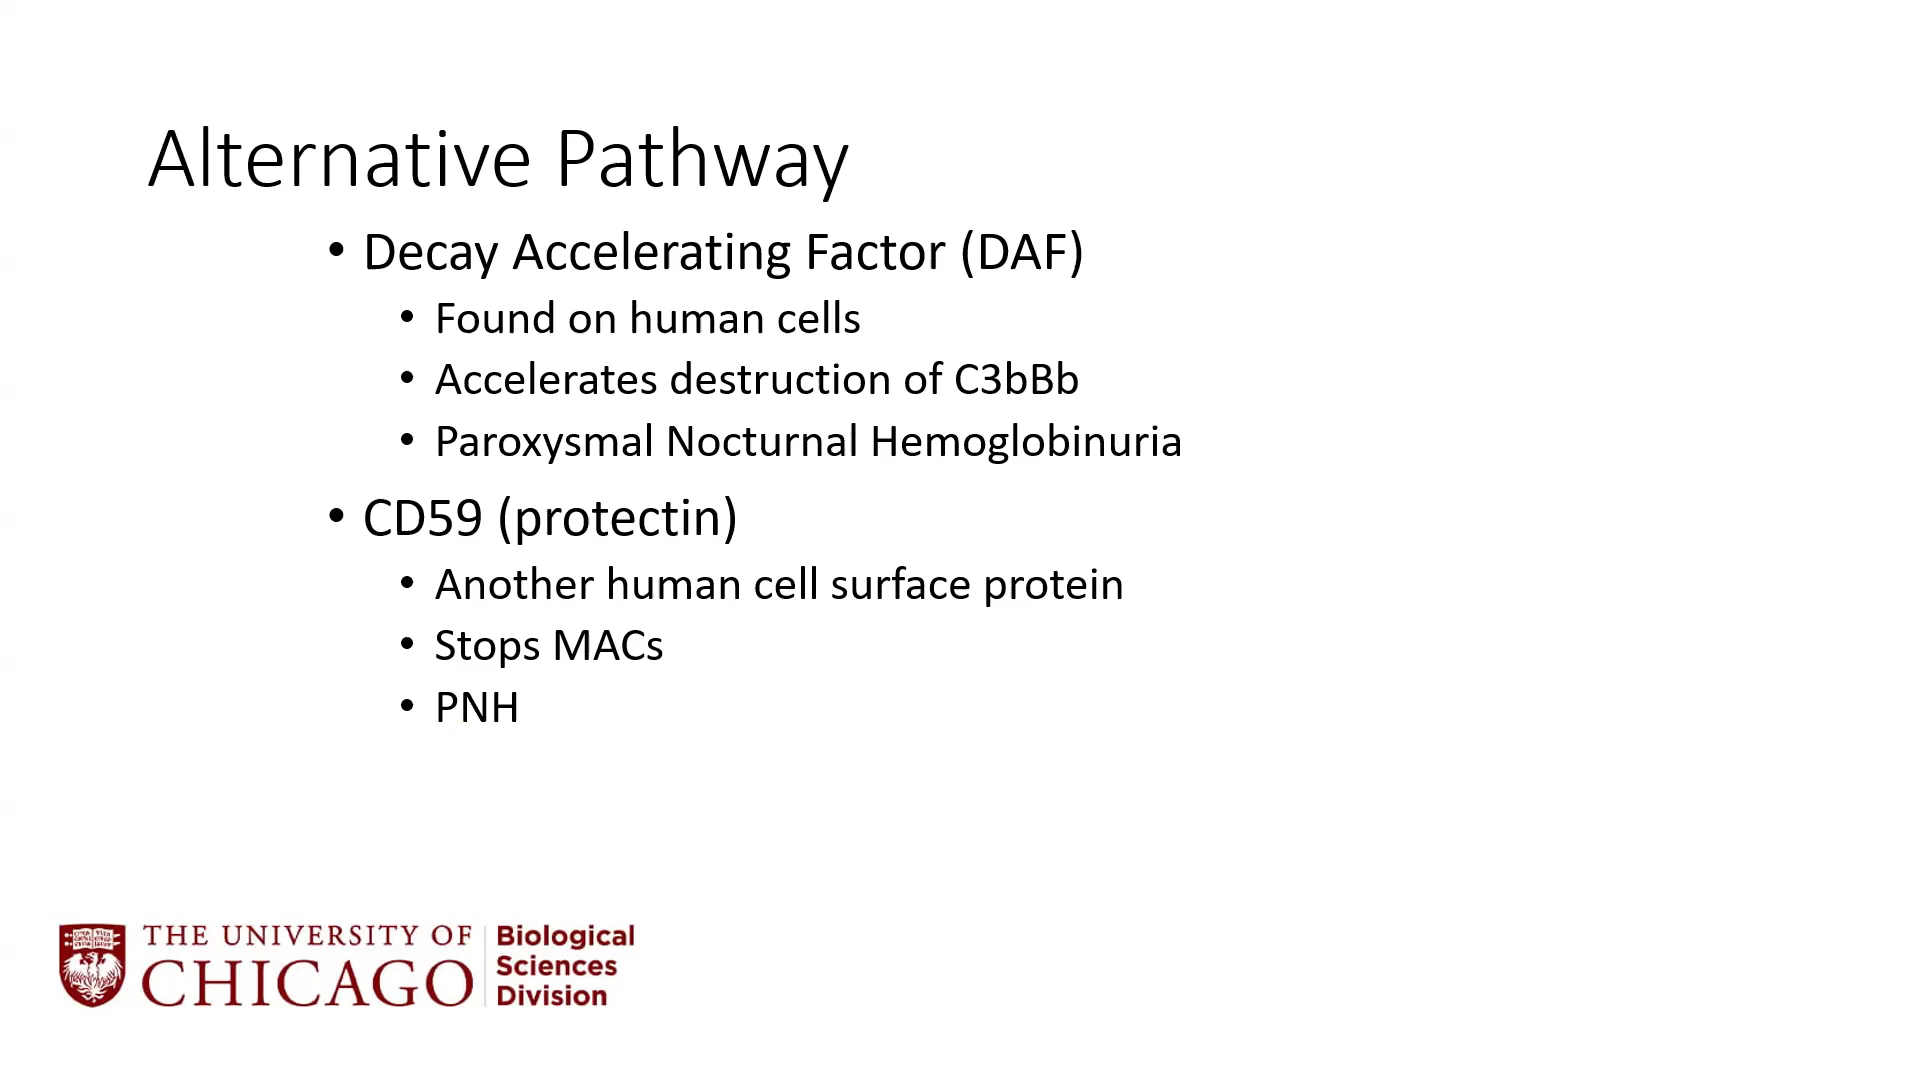 Alternative Pathway
• Decay Accelerating Factor (DAF)
• Found on human cells
• Accelerates destruction of C3bBb
• Paroxysmal Nocturnal Hemoglobinuria
• CD59 (protectin)
• Another human cell surface protein
• Stops MACs
• PNH
THE UNIVERSITY OF
CHICAGO
Biological
Sciences
Division